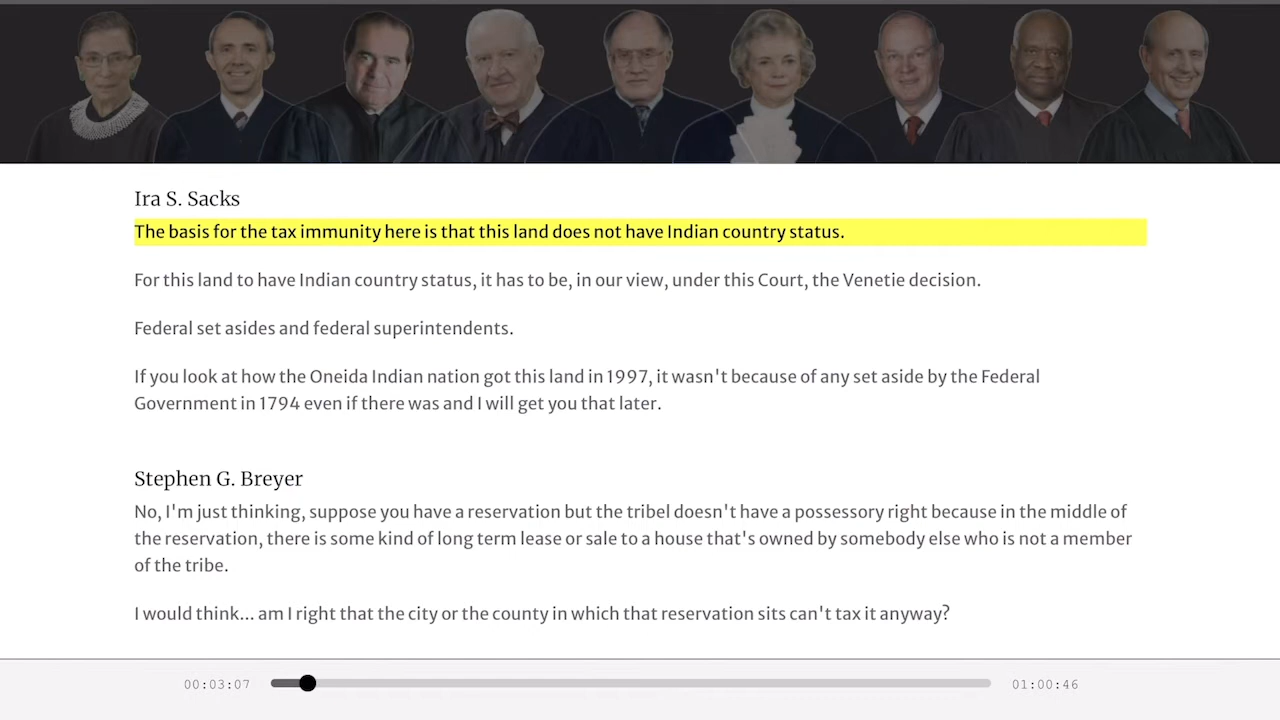 Ira S. Sacks
The basis for the tax immunity here is that this land does not have Indian country status.
For this land to have Indian country status, it has to be, in our view, under this Court, the Venetie decision.
Federal set asides and federal superintendents.
If you look at how the Oneida Indian nation got this land in 1997, it wasn't because of any set aside by the Federal
Government in 1794 even if there was and I will get you that later.
Stephen G. Breyer
No, I'm just thinking, suppose you have a reservation but the tribel doesn't have a possessory right because in the middle of
the reservation, there is some kind of long term lease or sale to a house that's owned by somebody else who is not a member
of the tribe.
I would think... am I right that the city or the county in which that reservation sits can't tax it anyway?
00:03:07
01:00:46